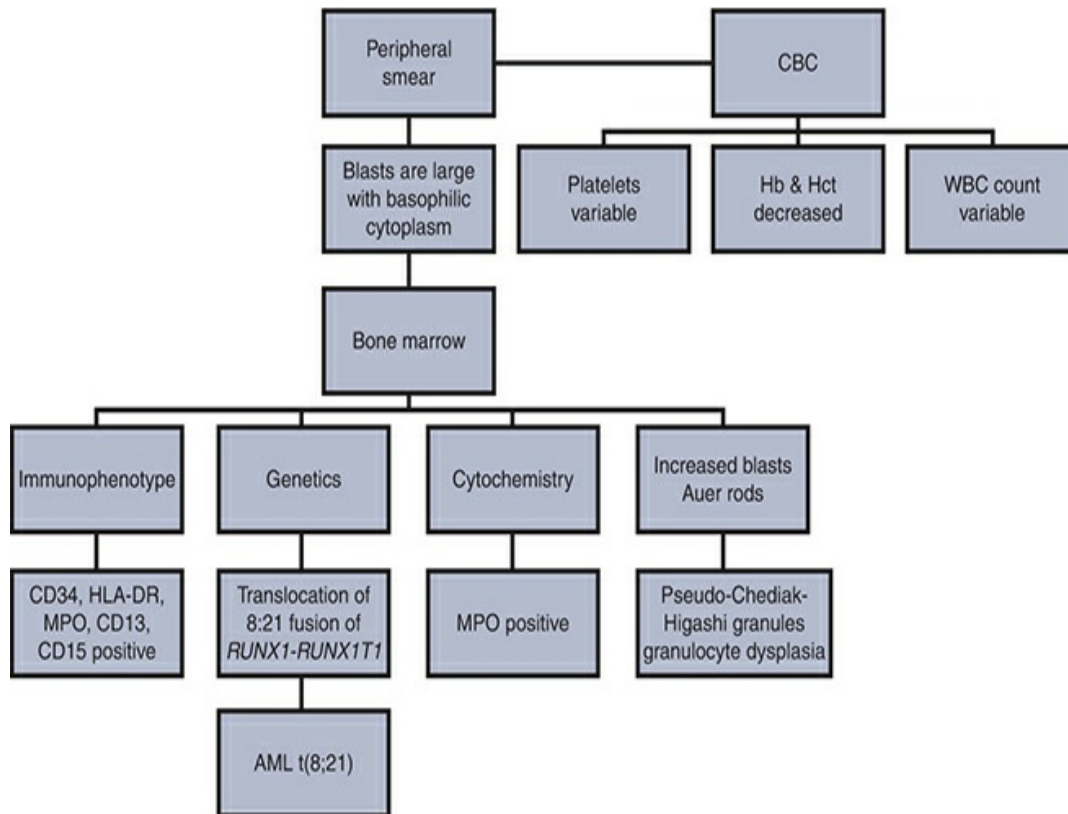 Peripheral
smear
CBC
Blasts are large
with basophilic
cytoplasm
Platelets
variable
Hb & Hct
decreased
WBC count
variable
Bone marrow
Immunophenotype
Genetics
Cytochemistry
Increased blasts
Auer rods
CD34, HLA-DR,
MPO, CD13,
CD15 positive
Translocation of
8:21 fusion of
RUNX1-RUNX1T1
MPO positive
Pseudo-Chediak-
Higashi granules
granulocyte dysplasia
AML t(8;21)